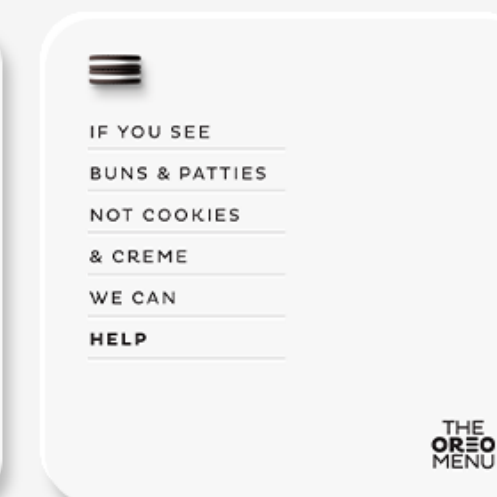 IF YOU SEE
BUNS & PATTIES
NOT COOKIES
& CREME
WE CAN
HELP
THE
OREO
MENU